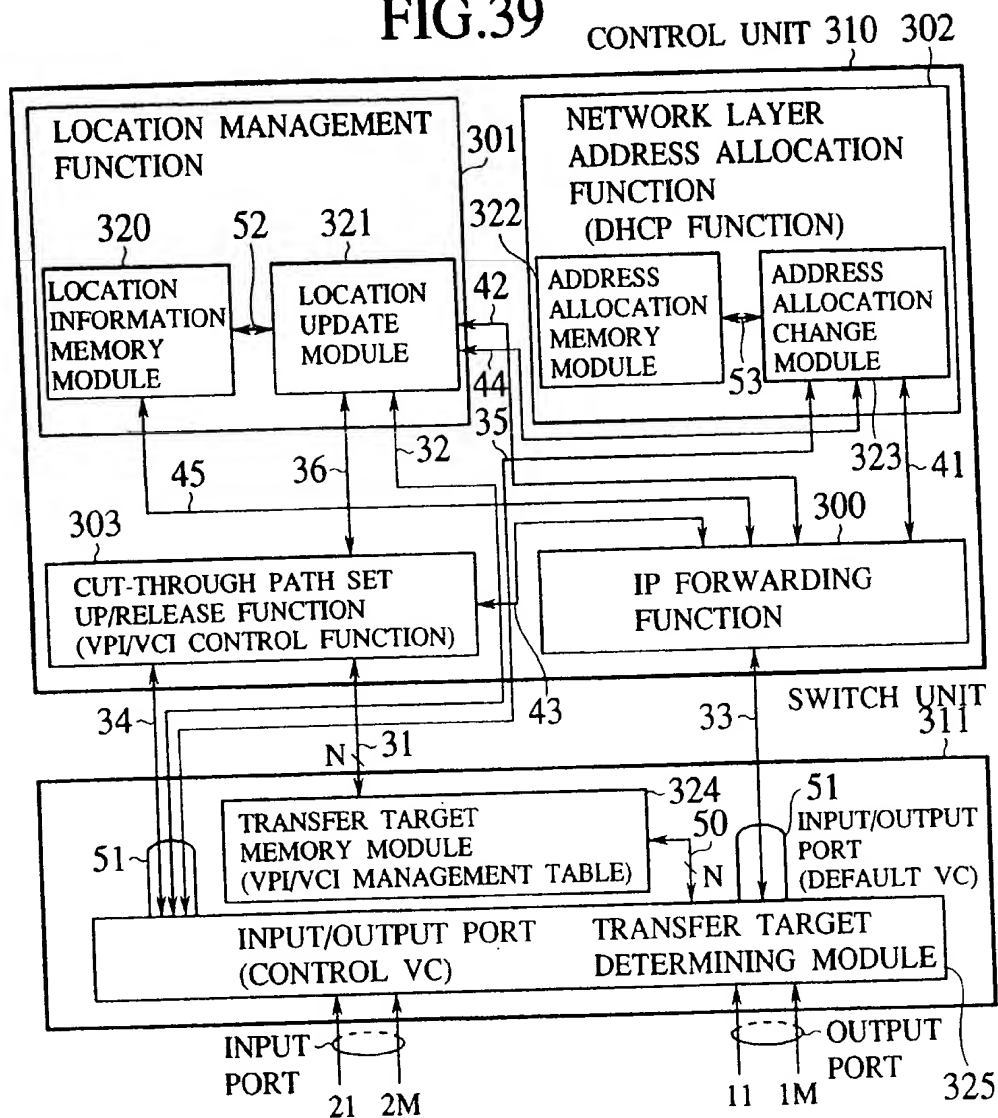 FIG.39
CONTROL UNIT 310 302
LOCATION MANAGEMENT
FUNCTION
301
320 52 321
LOCATION
INFORMATION
MEMORY
MODULE
LOCATION
UPDATE
MODULE
NETWORK LAYER
ADDRESS ALLOCATION
FUNCTION
(DHCP FUNCTION)
322
ADDRESS
ALLOCATION
MEMORY
MODULE
53
ADDRESS
ALLOCATION
CHANGE
MODULE
42
44
35
32
36
45
323
41
303
300
CUT-THROUGH PATH SET
UP/RELEASE FUNCTION
(VPI/VCI CONTROL FUNCTION)
IP FORWARDING
FUNCTION
34
N
31
43
33
SWITCH UNIT
311
51
TRANSFER TARGET
MEMORY MODULE
(VPI/VCI MANAGEMENT TABLE)
324
50
N
51
INPUT/OUTPUT
PORT
(DEFAULT VC)
INPUT/OUTPUT PORT
(CONTROL VC)
TRANSFER TARGET
DETERMINING MODULE
INPUT
PORT
21 2M
11 1M
OUTPUT
PORT
325